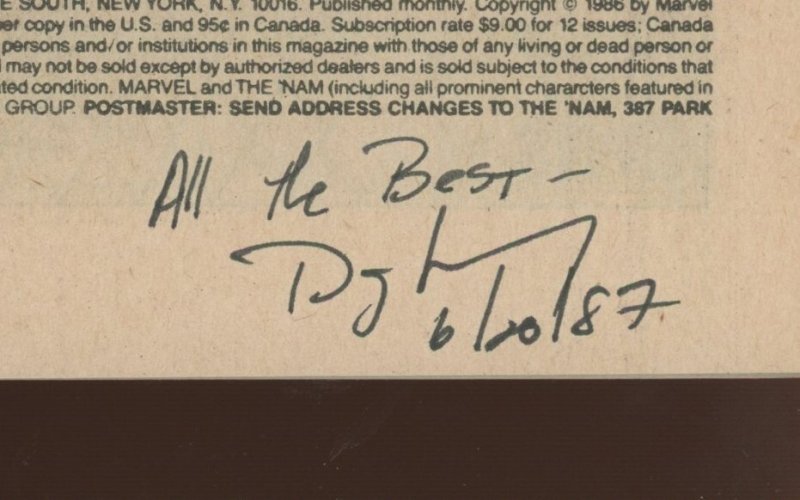 E SOUTH, NEW YORK, N.Y. 10016. Published monthly. Copyright © 1986 by Marvel
er copy in the U.S. and 95¢ in Canada. Subscription rate $9.00 for 12 issues; Canada
persons and/or institutions in this magazine with those of any living or dead person or
may not be sold except by authorized dealers and is sold subject to the conditions that
ted condition. MARVEL and THE 'NAM (including all prominent chararcters featured in
GROUP. POSTMASTER: SEND ADDRESS CHANGES TO THE 'NAM, 387 PARK
All the Best –
6/20/87